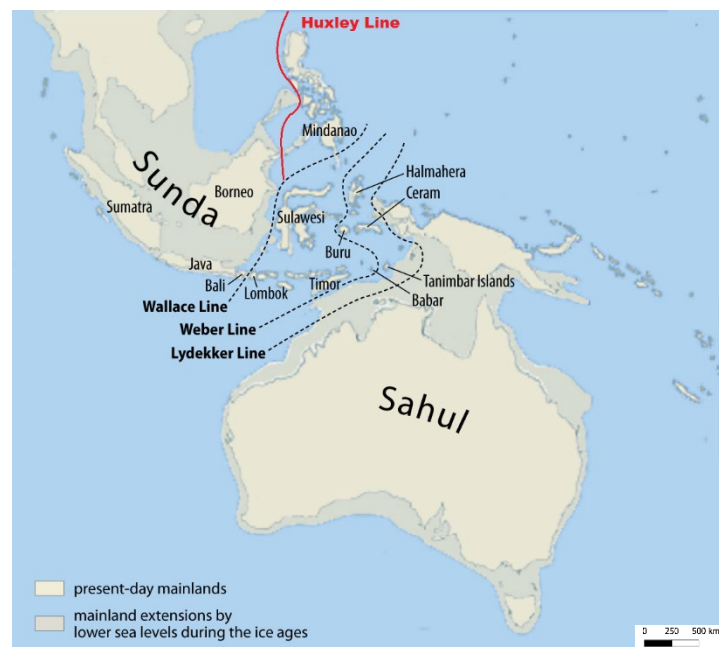 Huxley Line
Mindanao
Halmahera
Ceram
Sunda
Borneo
Sumatra
Sulawesi
Buru
Java
Bali
Lombok
Timor
Tanimbar Islands
Babar
Wallace Line
Weber Line
Lydekker Line
Sahul
present-day mainlands
mainland extensions by
lower sea levels during the ice ages
0 250 500 km